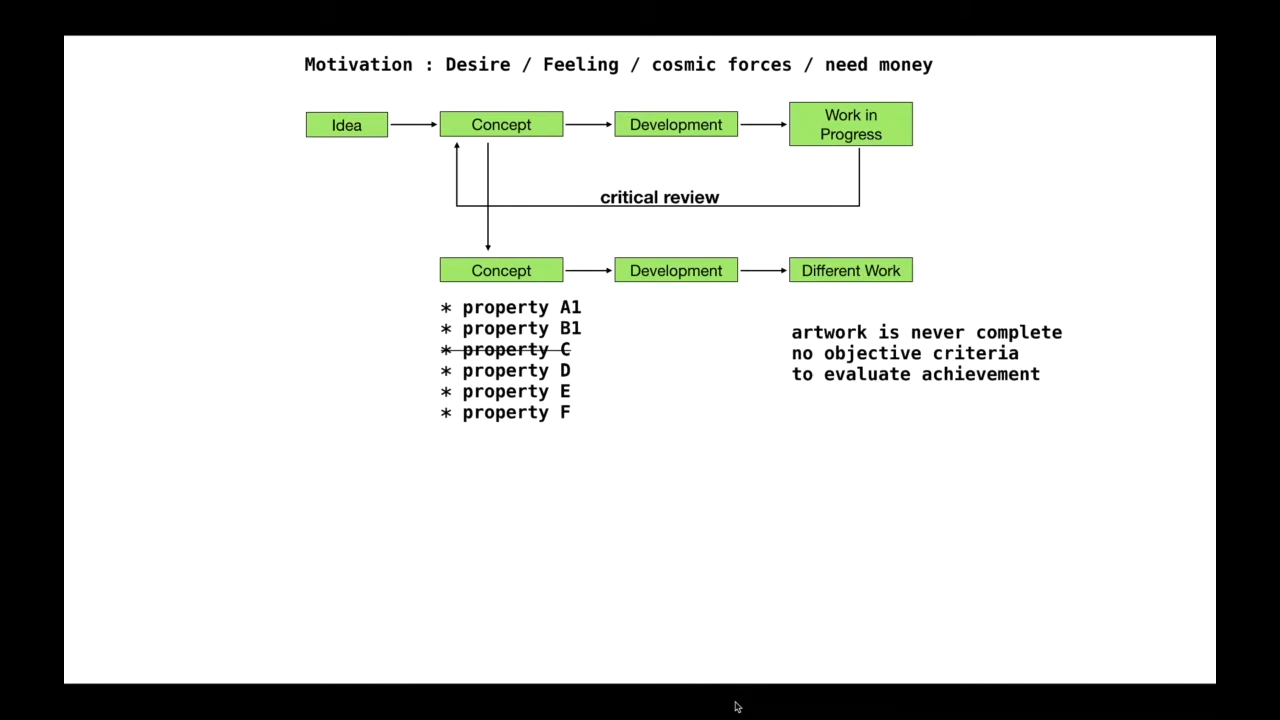 Motivation : Desire / Feeling / cosmic forces / need money
Idea
Concept
Development
Work in
Progress
critical review
Concept
Development
Different Work
* property A1
* property B1
* property C
* property D
* property E
* property F
artwork is never complete
no objective criteria
to evaluate achievement